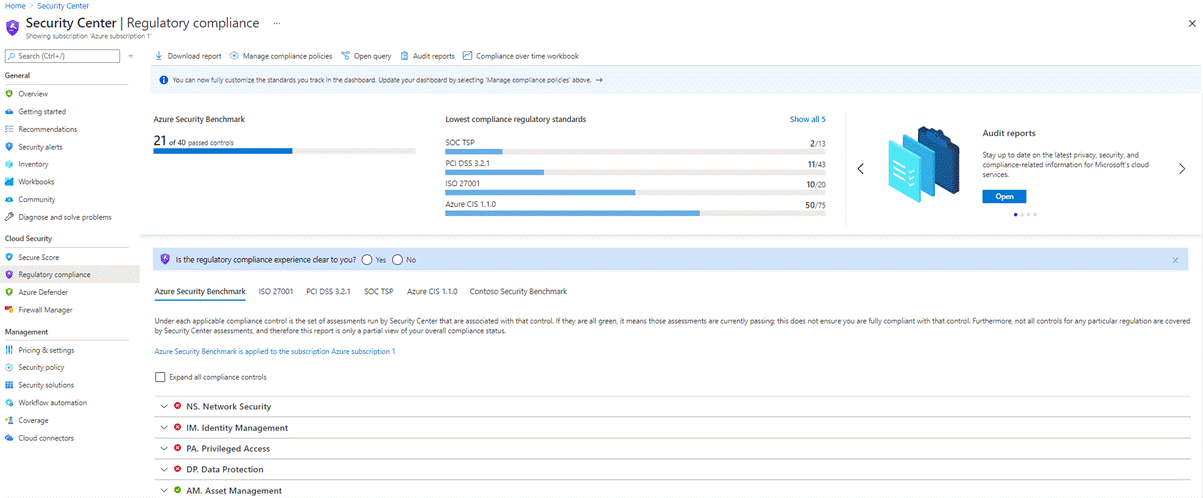 Home > Security Center
Security Center | Regulatory compliance ...
Showing subscription 'Azure subscription 1'
Search (Ctrl+/)
General
Overview
Getting started
Recommendations
Security alerts
Inventory
Workbooks
Community
Diagnose and solve problems
Cloud Security
Secure Score
Regulatory compliance
Azure Defender
Firewall Manager
Management
Pricing & settings
Security policy
Security solutions
Workflow automation
Coverage
Cloud connectors
Download report Manage compliance policies Open query Audit reports Compliance over time workbook
You can now fully customize the standards you track in the dashboard. Update your dashboard by selecting 'Manage compliance policies' above. →
Azure Security Benchmark
21 of 40 passed controls
Lowest compliance regulatory standards Show all 5
SOC TSP 2/13
PCI DSS 3.2.1 11/43
ISO 27001 10/20
Azure CIS 1.1.0 50/75
Audit reports
Stay up to date on the latest privacy, security, and
compliance-related information for Microsoft's cloud
services.
Open
Is the regulatory compliance experience clear to you? Yes No
Azure Security Benchmark ISO 27001 PCI DSS 3.2.1 SOC TSP Azure CIS 1.1.0 Contoso Security Benchmark
Under each applicable compliance control is the set of assessments run by Security Center that are associated with that control. If they are all green, it means those assessments are currently passing; this does not ensure you are fully compliant with that control. Furthermore, not all controls for any particular regulation are covered
by Security Center assessments, and therefore this report is only a partial view of your overall compliance status.
Azure Security Benchmark is applied to the subscription Azure subscription 1
Expand all compliance controls
NS. Network Security
IM. Identity Management
PA. Privileged Access
DP. Data Protection
AM. Asset Management